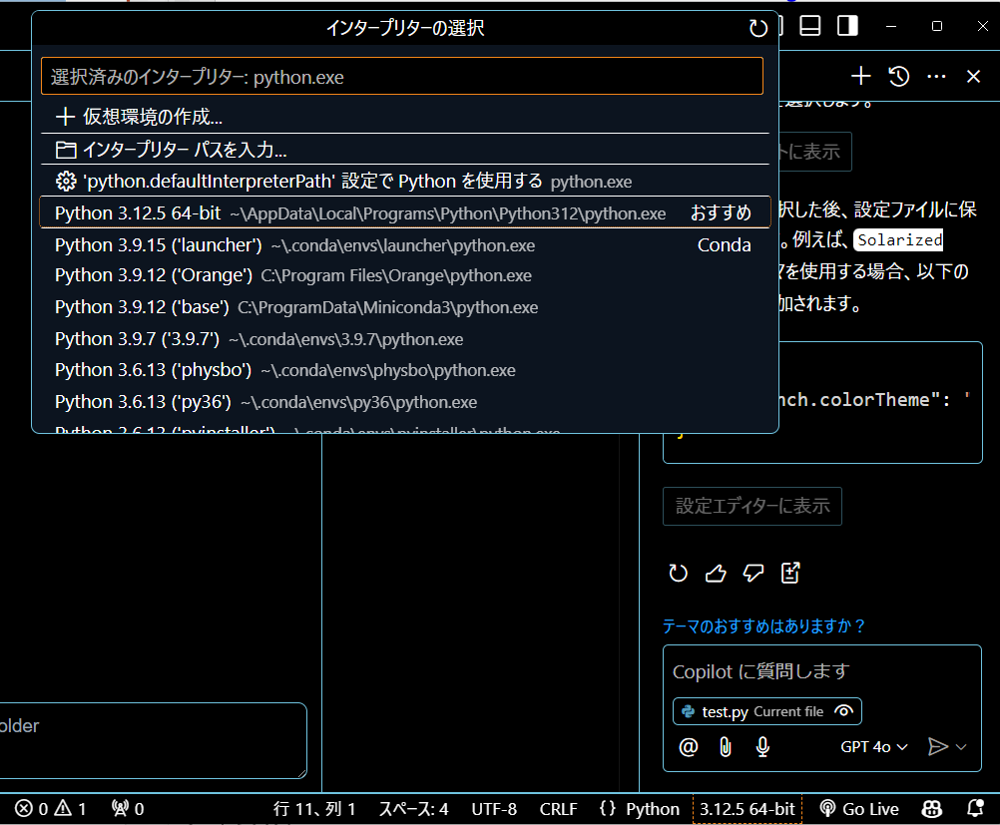 インタープリターの選択
選択済みのインタープリター: python.exe
仮想環境の作成...
インタープリター パスを入力...
'python.defaultInterpreterPath' 設定で Python を使用する python.exe
Python 3.12.5 64-bit ~\AppData\Local\Programs\Python\Python312\python.exe おすすめ
Python 3.9.15 ('launcher') ~\.conda\envs\launcher\python.exe Conda
Python 3.9.12 ('Orange') C:\Program Files\Orange\python.exe
Python 3.9.12 ('base') C:\ProgramData\Miniconda3\python.exe
Python 3.9.7 ('3.9.7') ~\.conda\envs\3.9.7\python.exe
Python 3.6.13 ('physbo') ~\.conda\envs\physbo\python.exe
Python 3.6.13 ('py36') ~\.conda\envs\py36\python.exe
Python 3.6.13 ('pyinstaller') ~\.conda\envs\pyinstaller\python.exe
を選択します。
トに表示
択した後、設定ファイルに保
。例えば、 Solarized
マを使用する場合、以下の
加されます。
nch.colorTheme": "
}
設定エディターに表示
テーマのおすすめはありますか？
Copilot に質問します
test.py Current file
@ GPT 4o
older
0 1 0 行 11、列 1 スペース: 4 UTF-8 CRLF {} Python 3.12.5 64-bit Go Live